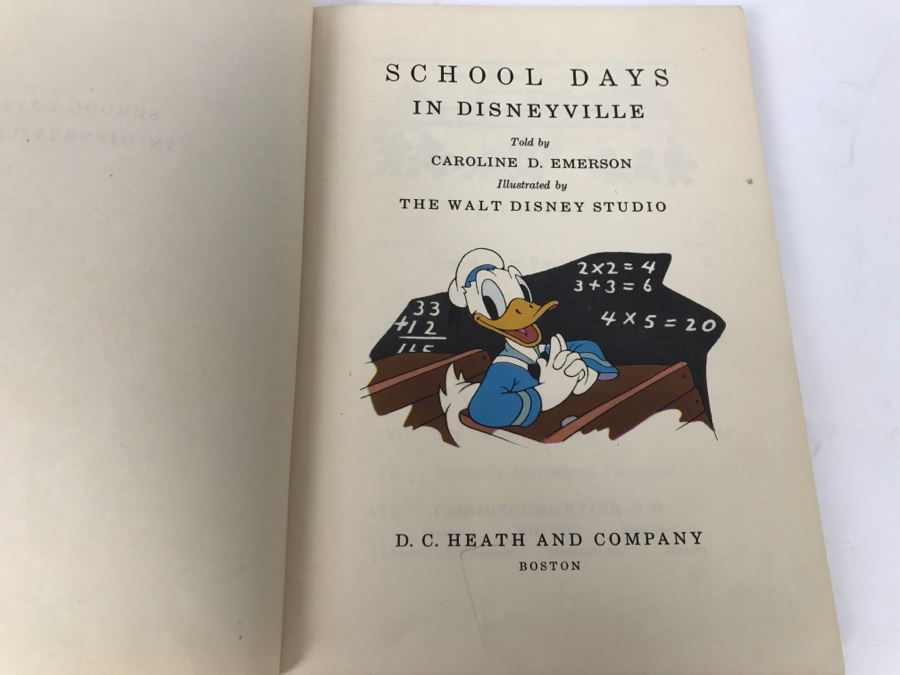 SCHOOL DAYS
IN DISNEYVILLE
Told by
CAROLINE D. EMERSON
Illustrated by
THE WALT DISNEY STUDIO
2×2=4
3+3=6
4×5=20
33
+12
D. C. HEATH AND COMPANY
BOSTON